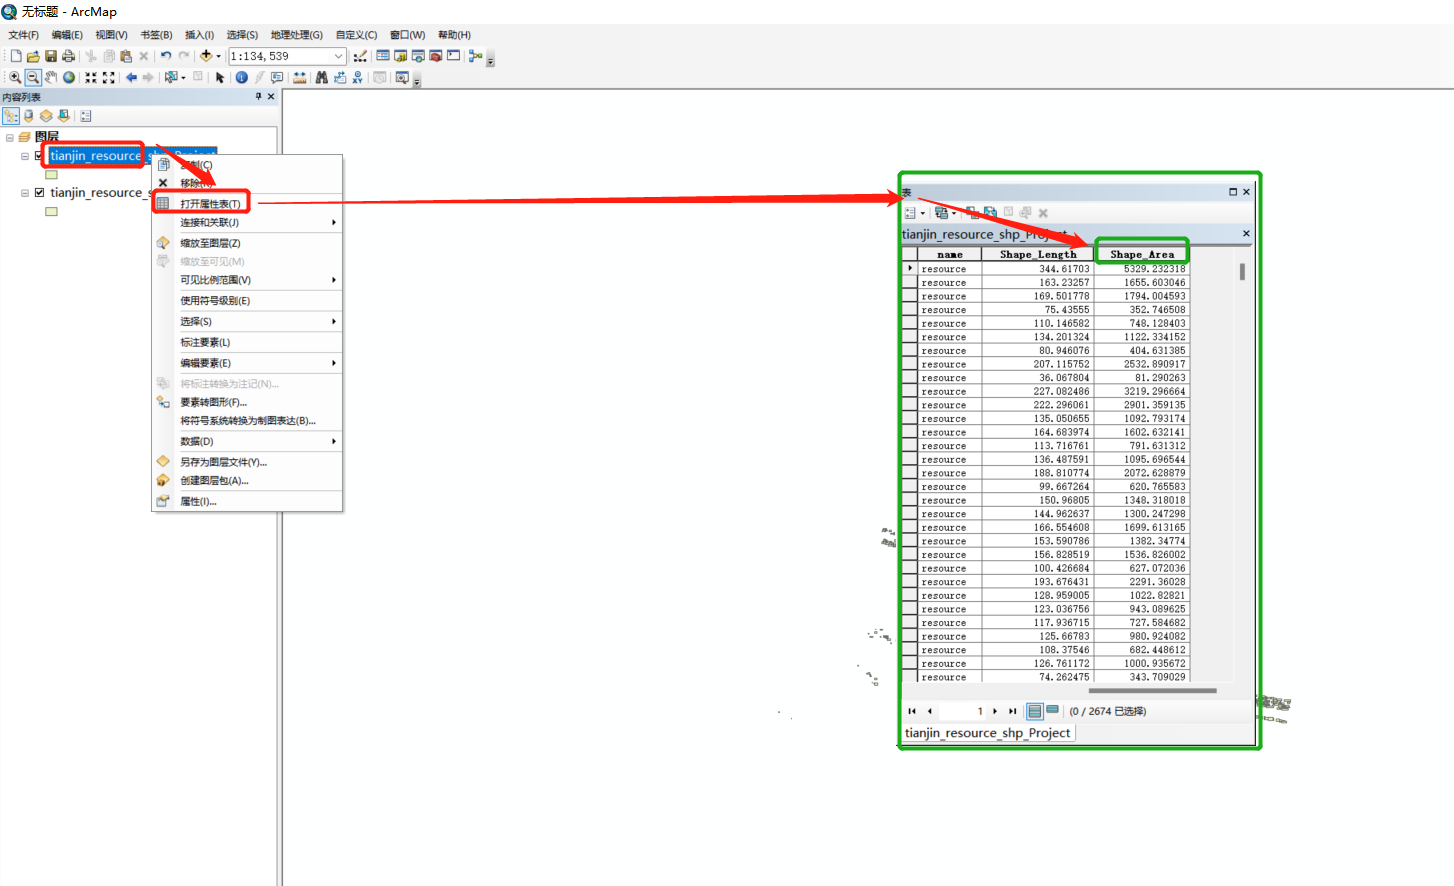 无标题 - ArcMap
文件(F) 编辑(E) 视图(V) 书签(B) 插入(I) 选择(S) 地理处理(G) 自定义(C) 窗口(W) 帮助(H)
1:134,539
内容列表
图层
tianjin_resource_shp_Project
tianjin_resource_s
复制(C)
移除(R)
打开属性表(T)
连接和关联(J)
缩放至图层(Z)
缩放至可见(M)
可见比例范围(V)
使用符号级别(E)
选择(S)
标注要素(L)
编辑要素(E)
将标注转换为注记(N)...
要素转图形(F)...
将符号系统转换为制图表达(B)...
数据(D)
另存为图层文件(Y)...
创建图层包(A)...
属性(I)...
表
tianjin_resource_shp_Project
name Shape_Length Shape_Area
resource 344.61703 5329.232318
resource 163.23257 1655.603046
resource 169.501778 1794.004593
resource 75.43555 352.746508
resource 110.146582 748.128403
resource 134.201324 1122.334152
resource 80.946076 404.631385
resource 207.115752 2532.890917
resource 36.067804 81.290263
resource 227.082486 3219.296664
resource 222.296061 2901.359135
resource 135.050655 1092.793174
resource 164.683974 1602.632141
resource 113.716761 791.631312
resource 136.487591 1095.696544
resource 188.810774 2072.628879
resource 99.667264 620.765583
resource 150.96805 1348.318018
resource 144.962637 1300.247298
resource 166.554608 1699.613165
resource 153.590786 1382.34774
resource 156.828519 1536.826002
resource 100.426684 627.072036
resource 193.676431 2291.36028
resource 128.959005 1022.82821
resource 123.036756 943.089625
resource 117.936715 727.584682
resource 125.66783 980.924082
resource 108.37546 682.448612
resource 126.761172 1000.935672
resource 74.262475 343.709029
1 (0 / 2674 已选择)
tianjin_resource_shp_Project